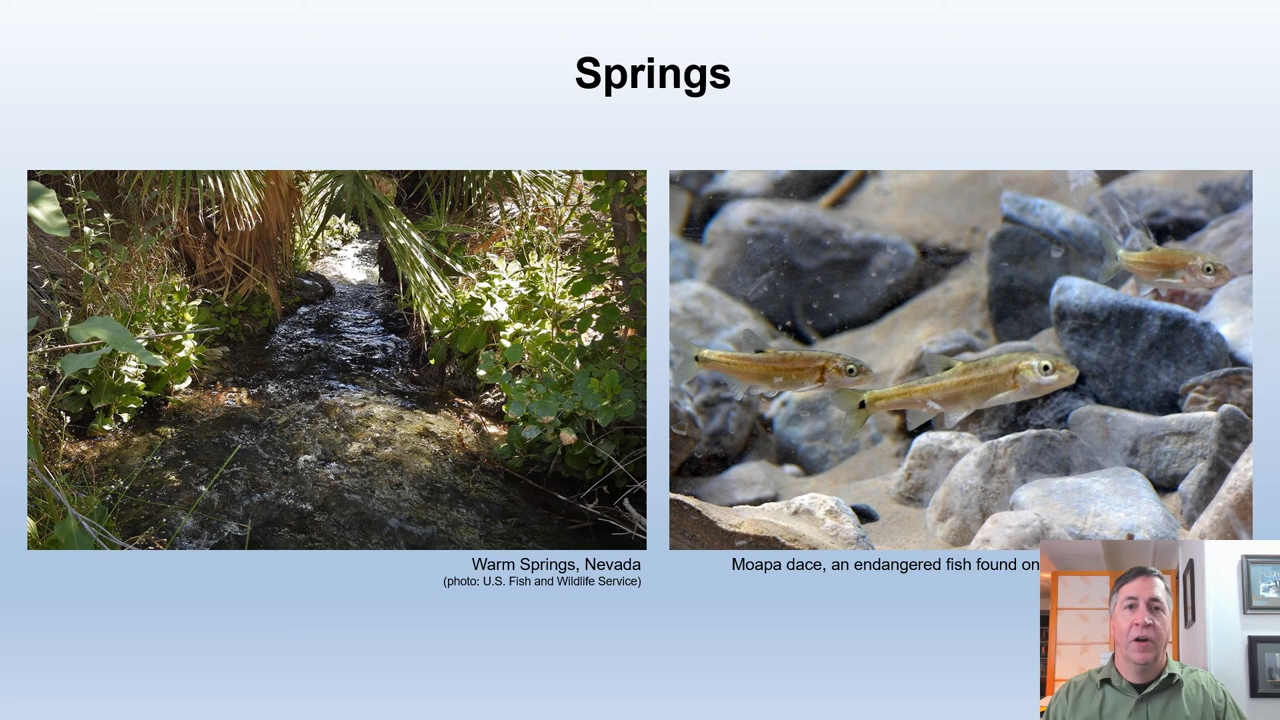 Springs
Warm Springs, Nevada
(photo: U.S. Fish and Wildlife Service)
Moapa dace, an endangered fish found on